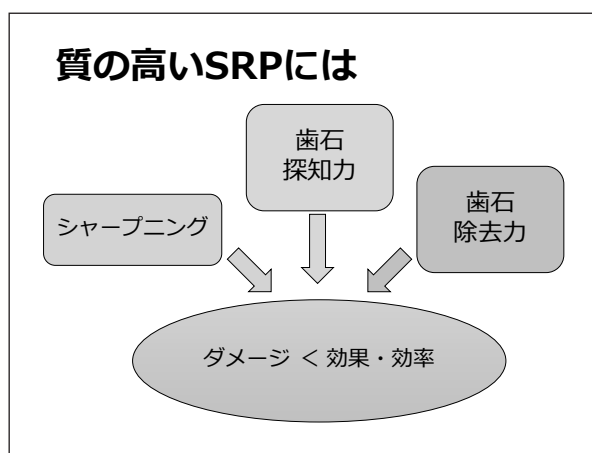 質の高いSRPには
歯石
探知力
シャープニング
歯石
除去力
ダメージ < 効果・効率